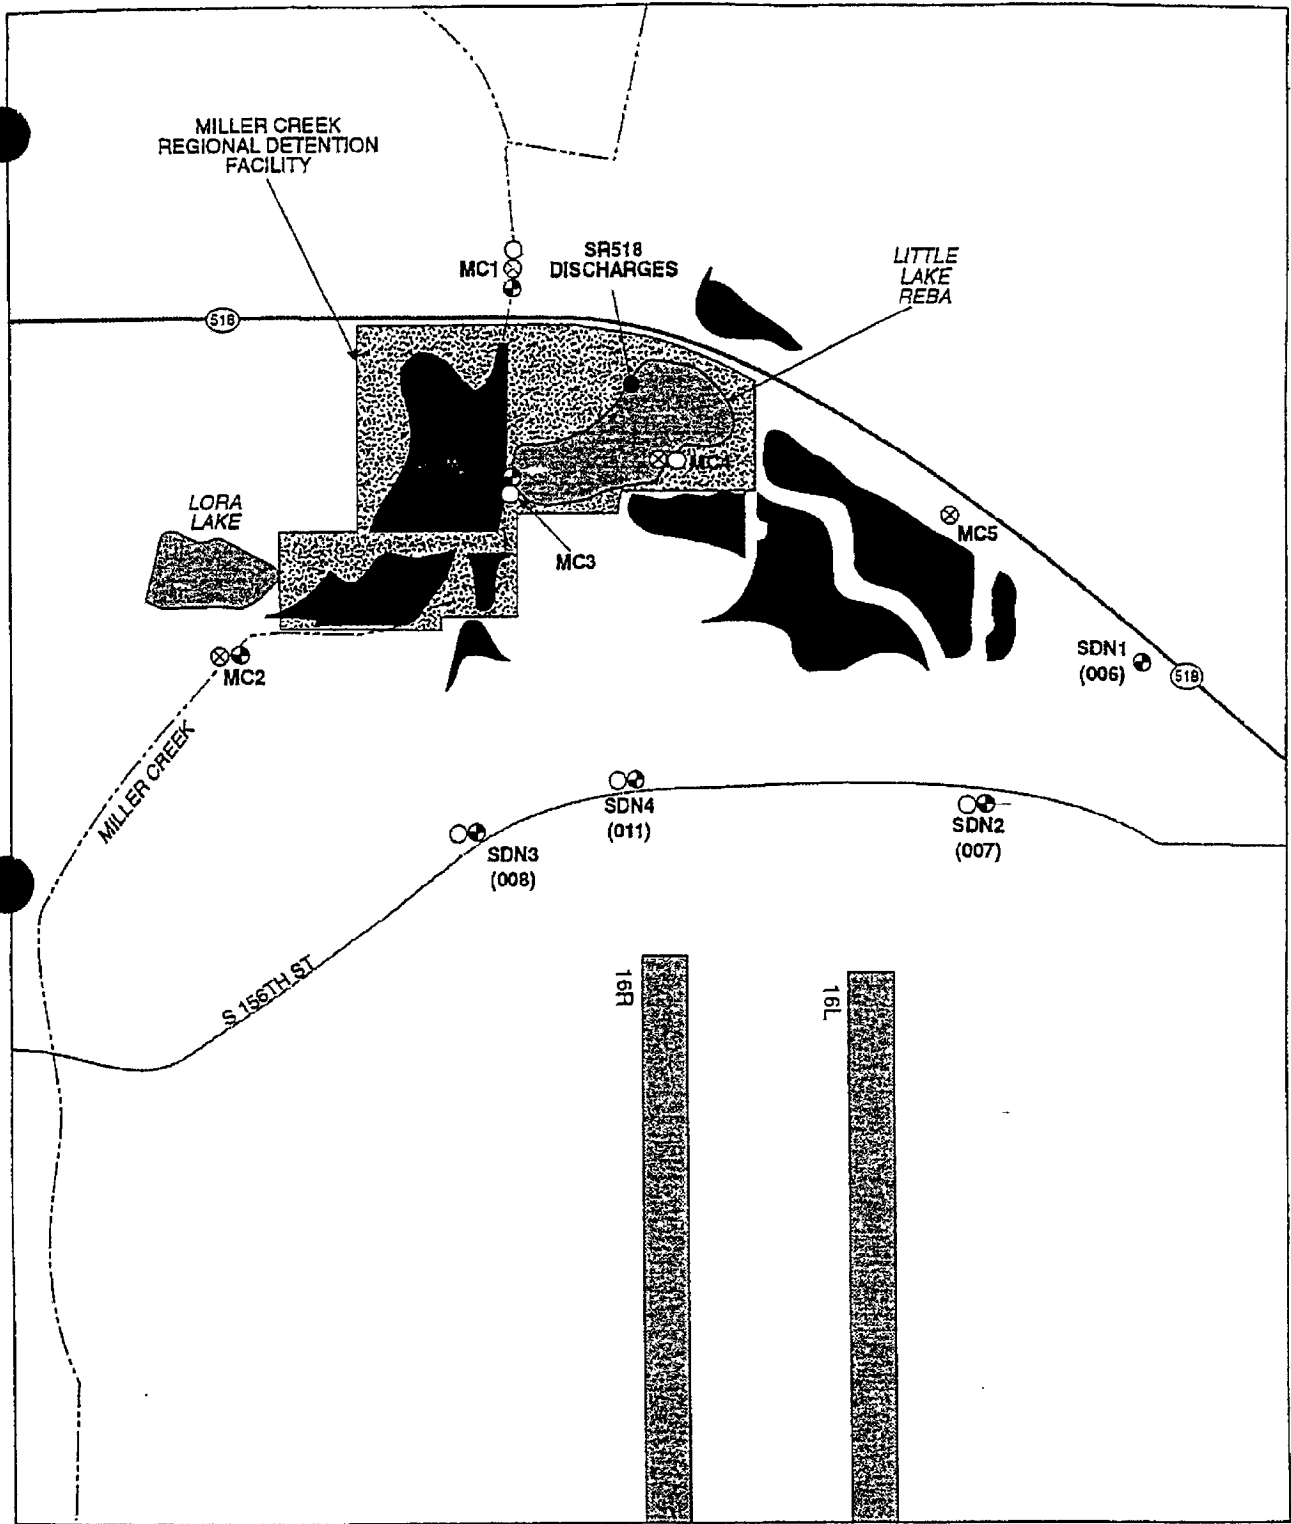 MILLER CREEK
REGIONAL DETENTION
FACILITY
MC1
SR518
DISCHARGES
LITTLE
LAKE
REBA
518
MC4
LORA
LAKE
MC3
MC5
SDN1
(006)
518
MC2
MILLER CREEK
SDN4
(011)
SDN2
(007)
SDN3
(008)
S 156TH ST
16R
16L